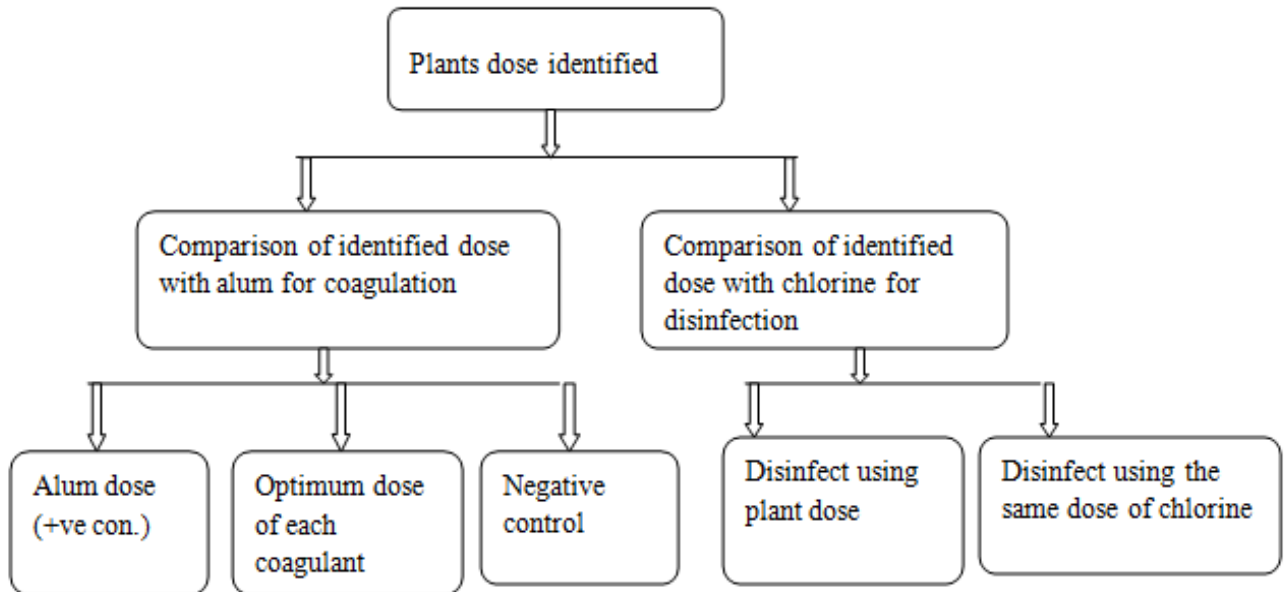 Plants dose identified
Comparison of identified dose
with alum for coagulation
Comparison of identified
dose with chlorine for
disinfection
Alum dose
(+ve con.)
Optimum dose
of each
coagulant
Negative
control
Disinfect using
plant dose
Disinfect using the
same dose of chlorine